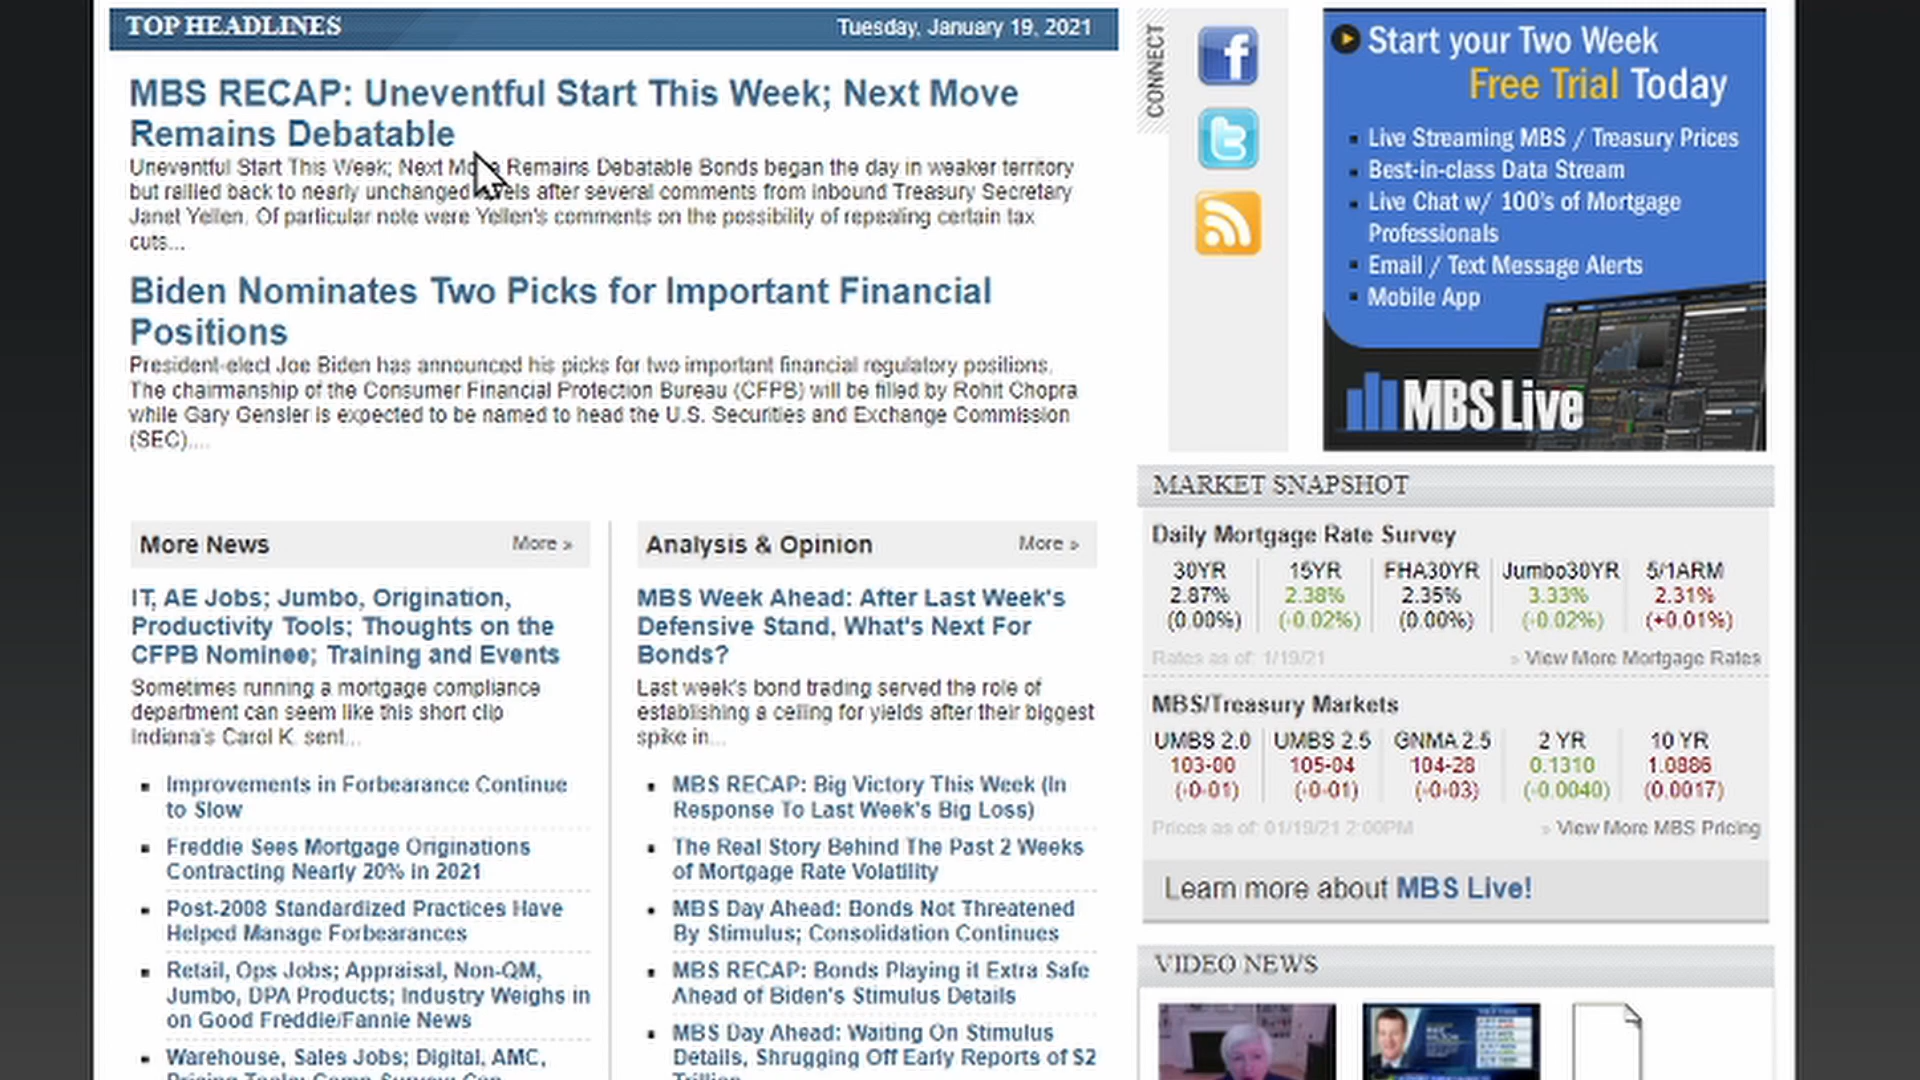 TOP HEADLINES
Tuesday, January 19, 2021
MBS RECAP: Uneventful Start This Week; Next Move
Remains Debatable
Uneventful Start This Week; Next Move Remains Debatable Bonds began the day in weaker territory
but rallied back to nearly unchanged levels after several comments from inbound Treasury Secretary
Janet Yellen. Of particular note were Yellen's comments on the possibility of repealing certain tax
cuts...
Biden Nominates Two Picks for Important Financial
Positions
President-elect Joe Biden has announced his picks for two important financial regulatory positions.
The chairmanship of the Consumer Financial Protection Bureau (CFPB) will be filled by Rohit Chopra
while Gary Gensler is expected to be named to head the U.S. Securities and Exchange Commission
(SEC)....
More News
More »
IT, AE Jobs; Jumbo, Origination,
Productivity Tools; Thoughts on the
CFPB Nominee; Training and Events
Sometimes running a mortgage compliance
department can seem like this short clip
Indiana's Carol K. sent...
Improvements in Forbearance Continue
to Slow
Freddie Sees Mortgage Originations
Contracting Nearly 20% in 2021
Post-2008 Standardized Practices Have
Helped Manage Forbearances
Retail, Ops Jobs; Appraisal, Non-QM,
Jumbo, DPA Products; Industry Weighs in
on Good Freddie/Fannie News
Warehouse, Sales Jobs; Digital, AMC,
Analysis & Opinion
More »
MBS Week Ahead: After Last Week's
Defensive Stand, What's Next For
Bonds?
Last week's bond trading served the role of
establishing a ceiling for yields after their biggest
spike in...
MBS RECAP: Big Victory This Week (In
Response To Last Week's Big Loss)
The Real Story Behind The Past 2 Weeks
of Mortgage Rate Volatility
MBS Day Ahead: Bonds Not Threatened
By Stimulus; Consolidation Continues
MBS RECAP: Bonds Playing it Extra Safe
Ahead of Biden's Stimulus Details
MBS Day Ahead: Waiting On Stimulus
Details, Shrugging Off Early Reports of $2
Trillion
CONNECT
Start your Two Week
Free Trial Today
Live Streaming MBS / Treasury Prices
Best-in-class Data Stream
Live Chat w/ 100's of Mortgage
Professionals
Email / Text Message Alerts
Mobile App
MBS Live
MARKET SNAPSHOT
Daily Mortgage Rate Survey
30YR 15YR FHA30YR Jumbo30YR 5/1ARM
2.87% 2.38% 2.35% 3.33% 2.31%
(0.00%) (-0.02%) (0.00%) (-0.02%) (+0.01%)
Rates as of: 1/19/21
» View More Mortgage Rates
MBS/Treasury Markets
UMBS 2.0 UMBS 2.5 GNMA 2.5 2 YR 10 YR
103-00 105-04 104-28 0.1310 1.0886
(-0-01) (-0-01) (-0-03) (-0.0040) (0.0017)
Prices as of: 01/19/21 2:00PM
» View More MBS Pricing
Learn more about MBS Live!
VIDEO NEWS